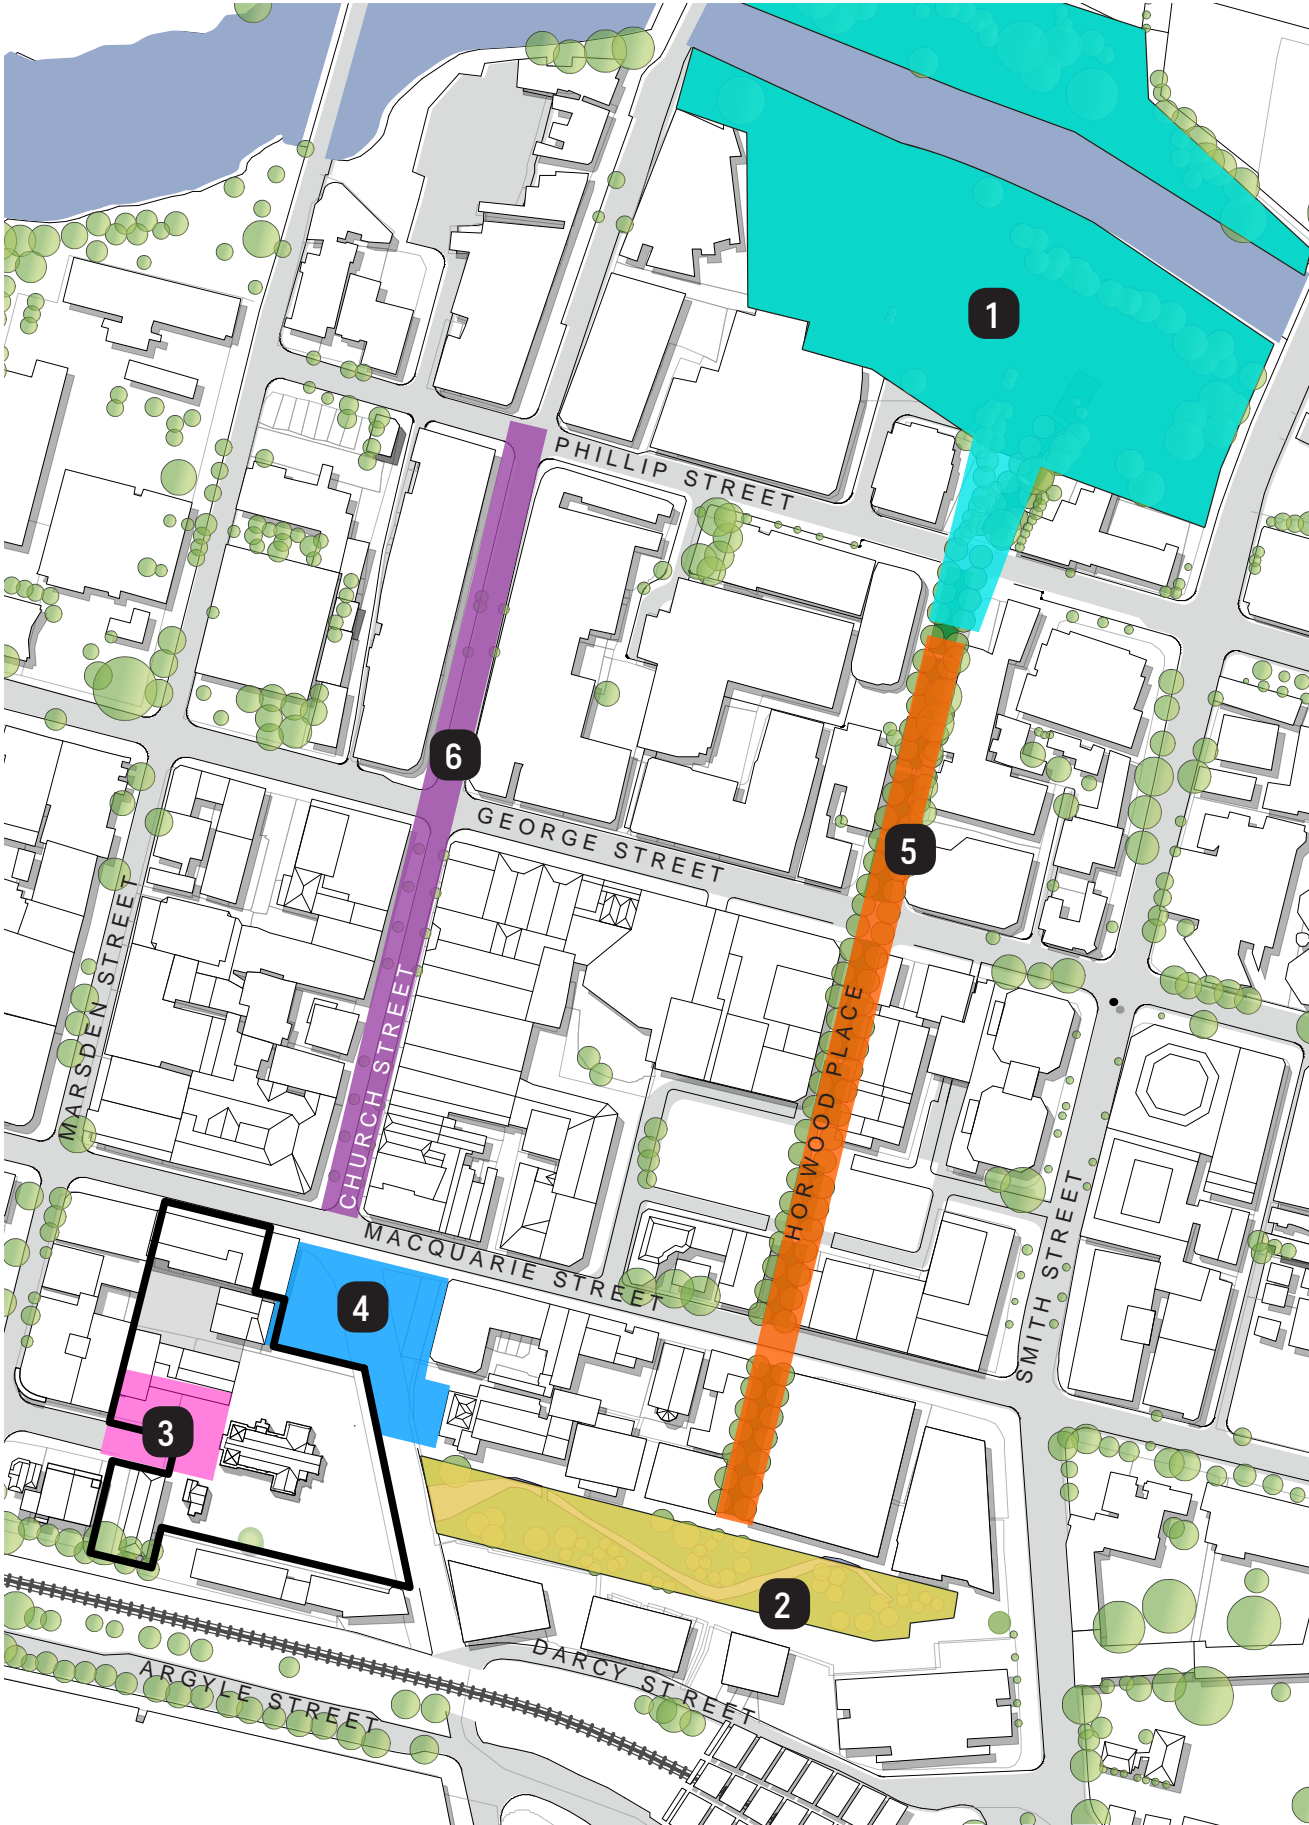 1
PHILLIP STREET
6
GEORGE STREET
5
MARSDEN STREET
CHURCH STREET
HORWOOD PLACE
MACQUARIE STREET
SMITH STREET
4
3
2
DARCY STREET
ARGYLE STREET